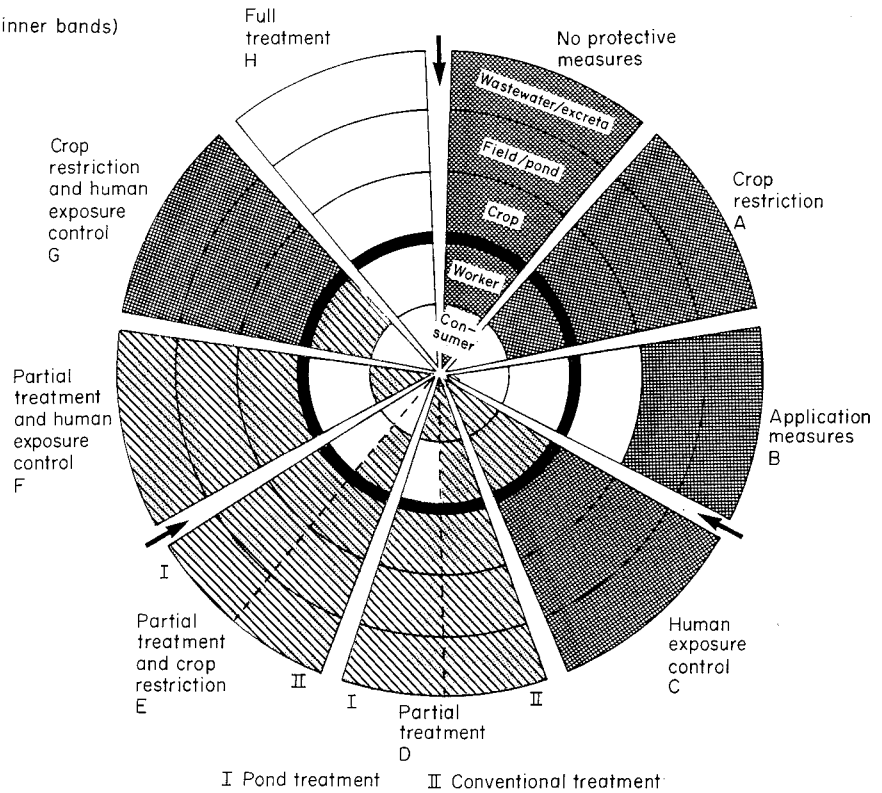 inner bands)
Full
treatment
H
No protective
measures
Wastewater/excreta
Field/pond
Crop
Worker
Con-
sumer
Crop
restriction
A
Application
measures
B
Human
exposure
control
C
Partial
treatment
D
I
II
Partial
treatment
and crop
restriction
E
I
II
Partial
treatment
and human
exposure
control
F
Crop
restriction
and human
exposure
control
G
I Pond treatment
II Conventional treatment